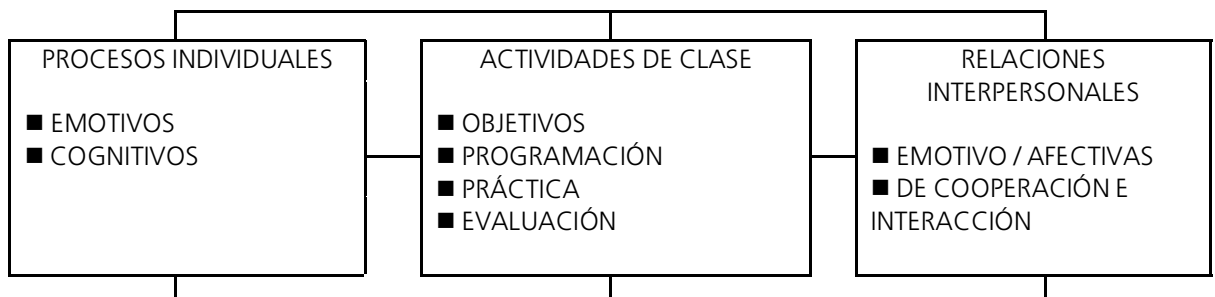 PROCESOS INDIVIDUALES
■ EMOTIVOS
■ COGNITIVOS
ACTIVIDADES DE CLASE
■ OBJETIVOS
■ PROGRAMACIÓN
■ PRÁCTICA
■ EVALUACIÓN
RELACIONES
INTERPERSONALES
■ EMOTIVO / AFECTIVAS
■ DE COOPERACIÓN E
INTERACCIÓN